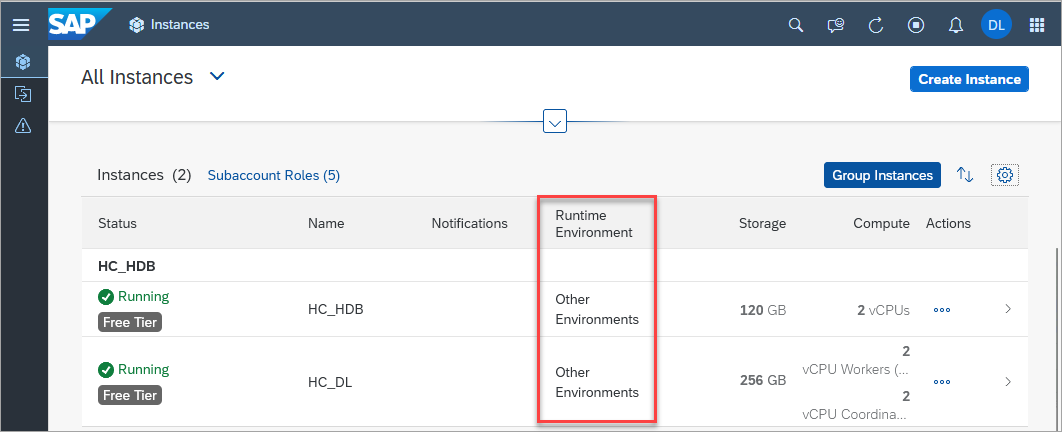 SAP Instances DL
All Instances
Create Instance
Instances (2) Subaccount Roles (5) Group Instances
Status Name Notifications Runtime Environment Storage Compute Actions
HC_HDB
Running
Free Tier
HC_HDB
Other
Environments
120 GB
2 vCPUs
Running
Free Tier
HC_DL
Other
Environments
256 GB
2
vCPU Workers (...
2
vCPU Coordina...